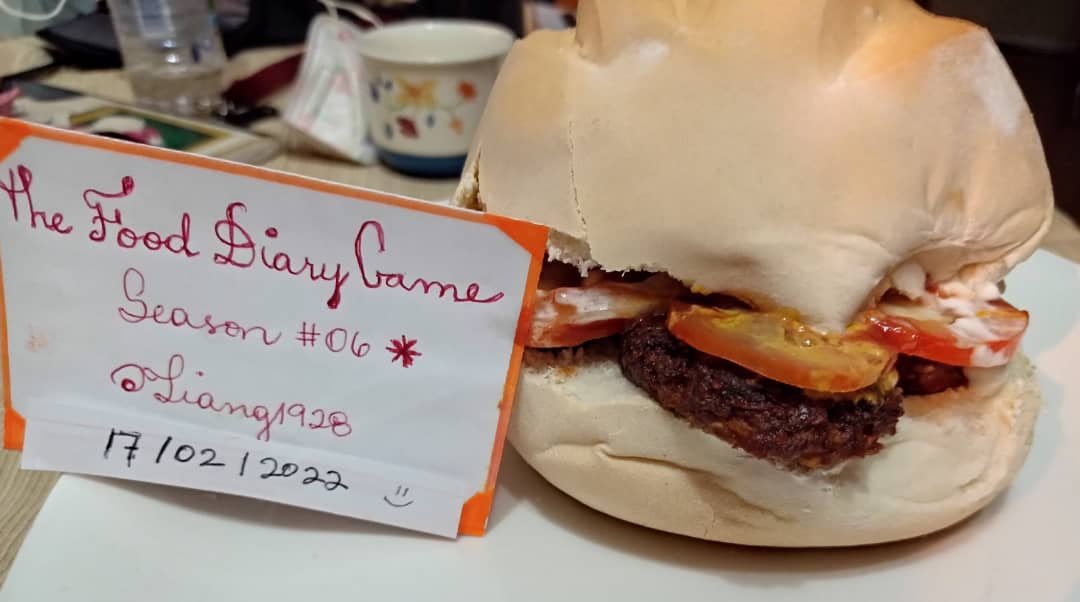 The Food Diary Game
Season #06 *
@Liang1928
17/02/2022